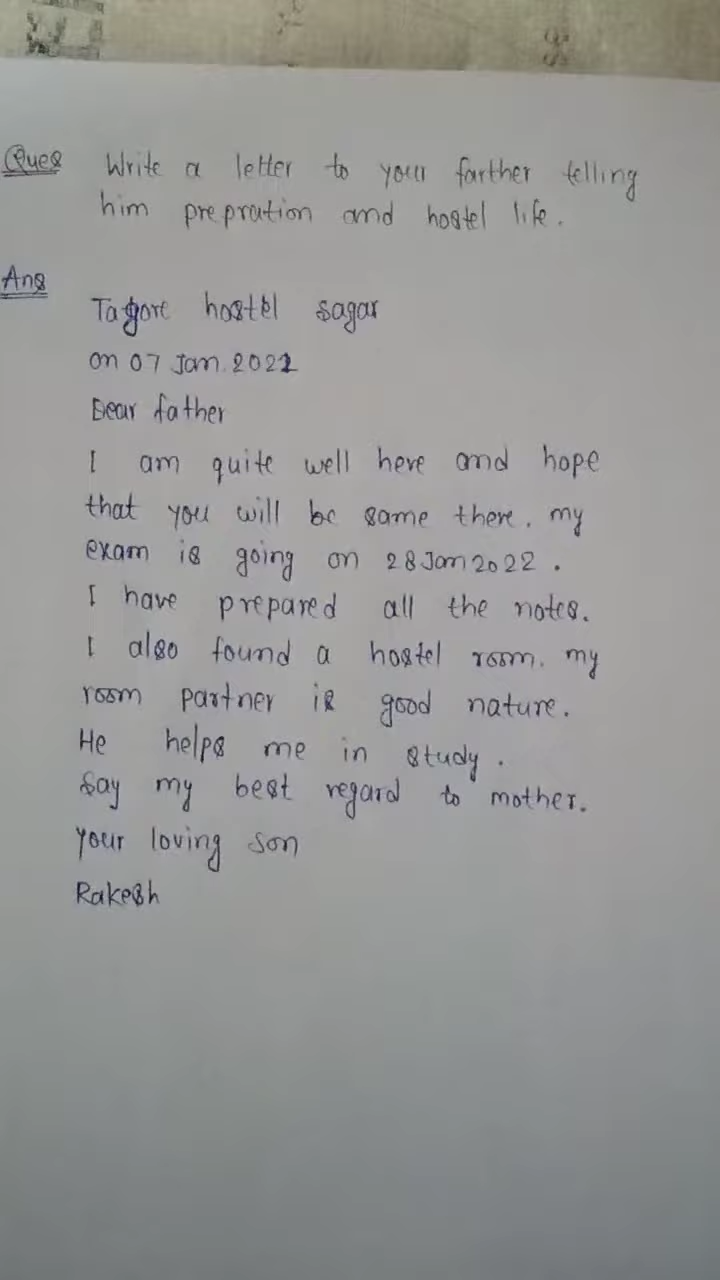 Ques Write a letter to your farther telling
him prepration and hostel life.
Ans
Tagore hostel sagar
on 07 Jan. 2022
Dear father
I am quite well here and hope
that you will be same there. my
exam is going on 28 Jan 2022.
I have prepared all the notes.
I also found a hostel room. my
room partner is good nature.
He helps me in study.
Say my best regard to mother.
your loving son
Rakesh